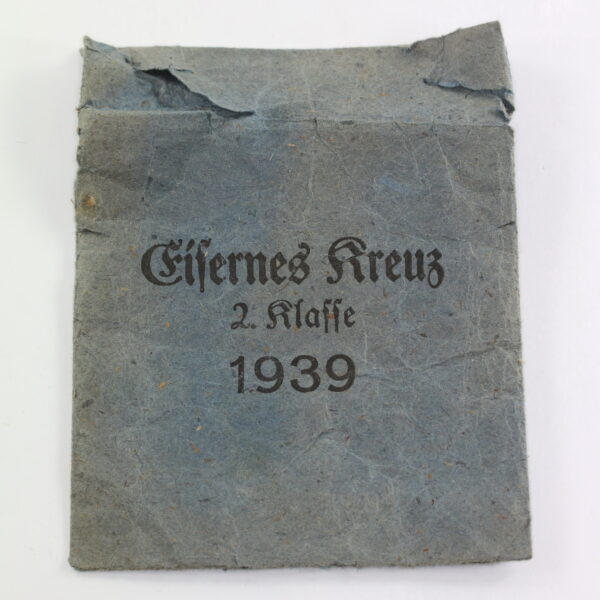 Eisernes Kreuz
2. Klasse
1939